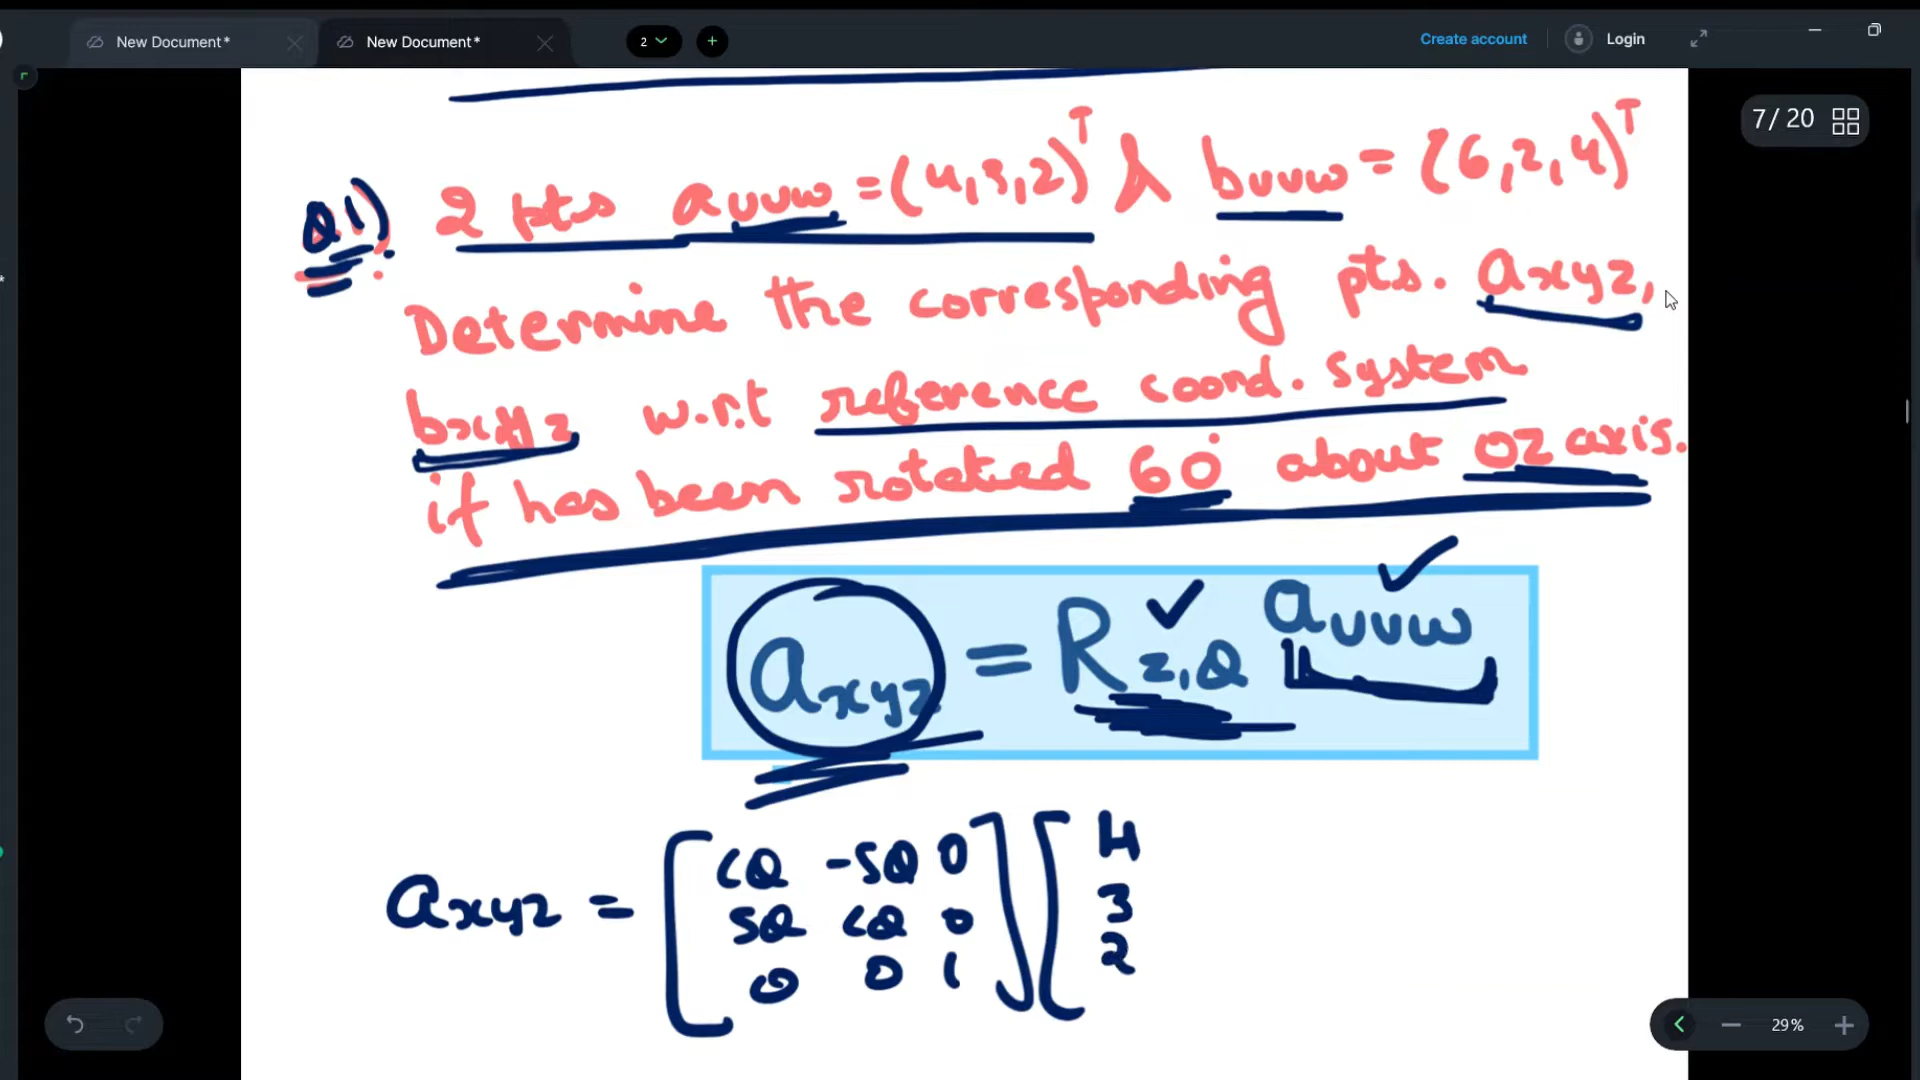 New Document*
New Document*
2
Create account
Login
7/ 20
Q1) 2 pts auvw = (4,3,2)ᵀ & buvw = (6,2,4)ᵀ
Determine the corresponding pts. axyz,
bxyz w.r.t reference coord. system
if has been rotated 60° about OZ axis.
axyz = Rz,θ auvw
axyz = [Cθ -Sθ 0] [4
Sθ Cθ 0 3
0 0 1 2
29%